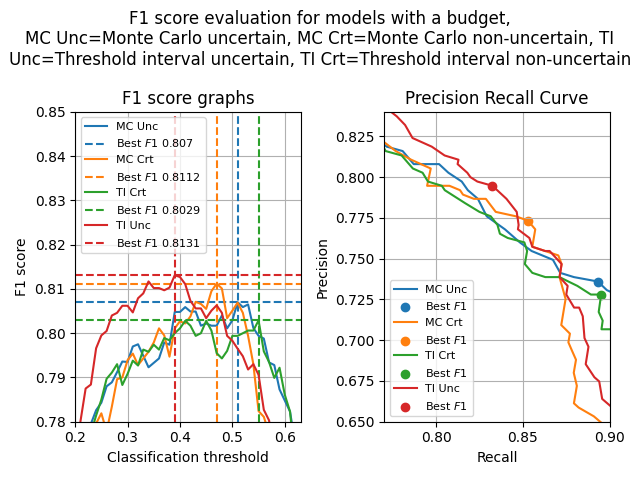 F1 score evaluation for models with a budget,
MC Unc=Monte Carlo uncertain, MC Crt=Monte Carlo non-uncertain, TI
Unc=Threshold interval uncertain, TI Crt=Threshold interval non-uncertain
F1 score graphs
0.85
0.84
0.83
0.82
0.81
0.80
0.79
0.78
F1 score
MC Unc
Best F1 0.807
MC Crt
Best F1 0.8112
TI Crt
Best F1 0.8029
TI Unc
Best F1 0.8131
0.2 0.3 0.4 0.5 0.6
Classification threshold
Precision Recall Curve
0.825
0.800
0.775
0.750
0.725
0.700
0.675
0.650
Precision
MC Unc
Best F1
MC Crt
Best F1
TI Crt
Best F1
TI Unc
Best F1
0.80 0.85 0.90
Recall